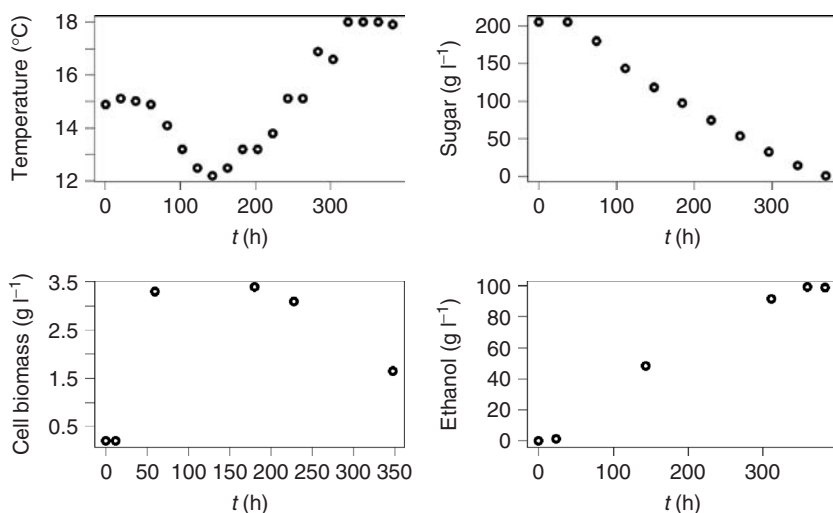 Temperature (°C)
18
16
14
12
0 100 200 300
t (h)
Sugar (g l⁻¹)
200
150
100
50
0
0 100 200 300
t (h)
Cell biomass (g l⁻¹)
3.5
2.5
1.5
0.5
0 50 100 150 200 250 300 350
t (h)
Ethanol (g l⁻¹)
100
80
60
40
20
0
0 100 200 300
t (h)